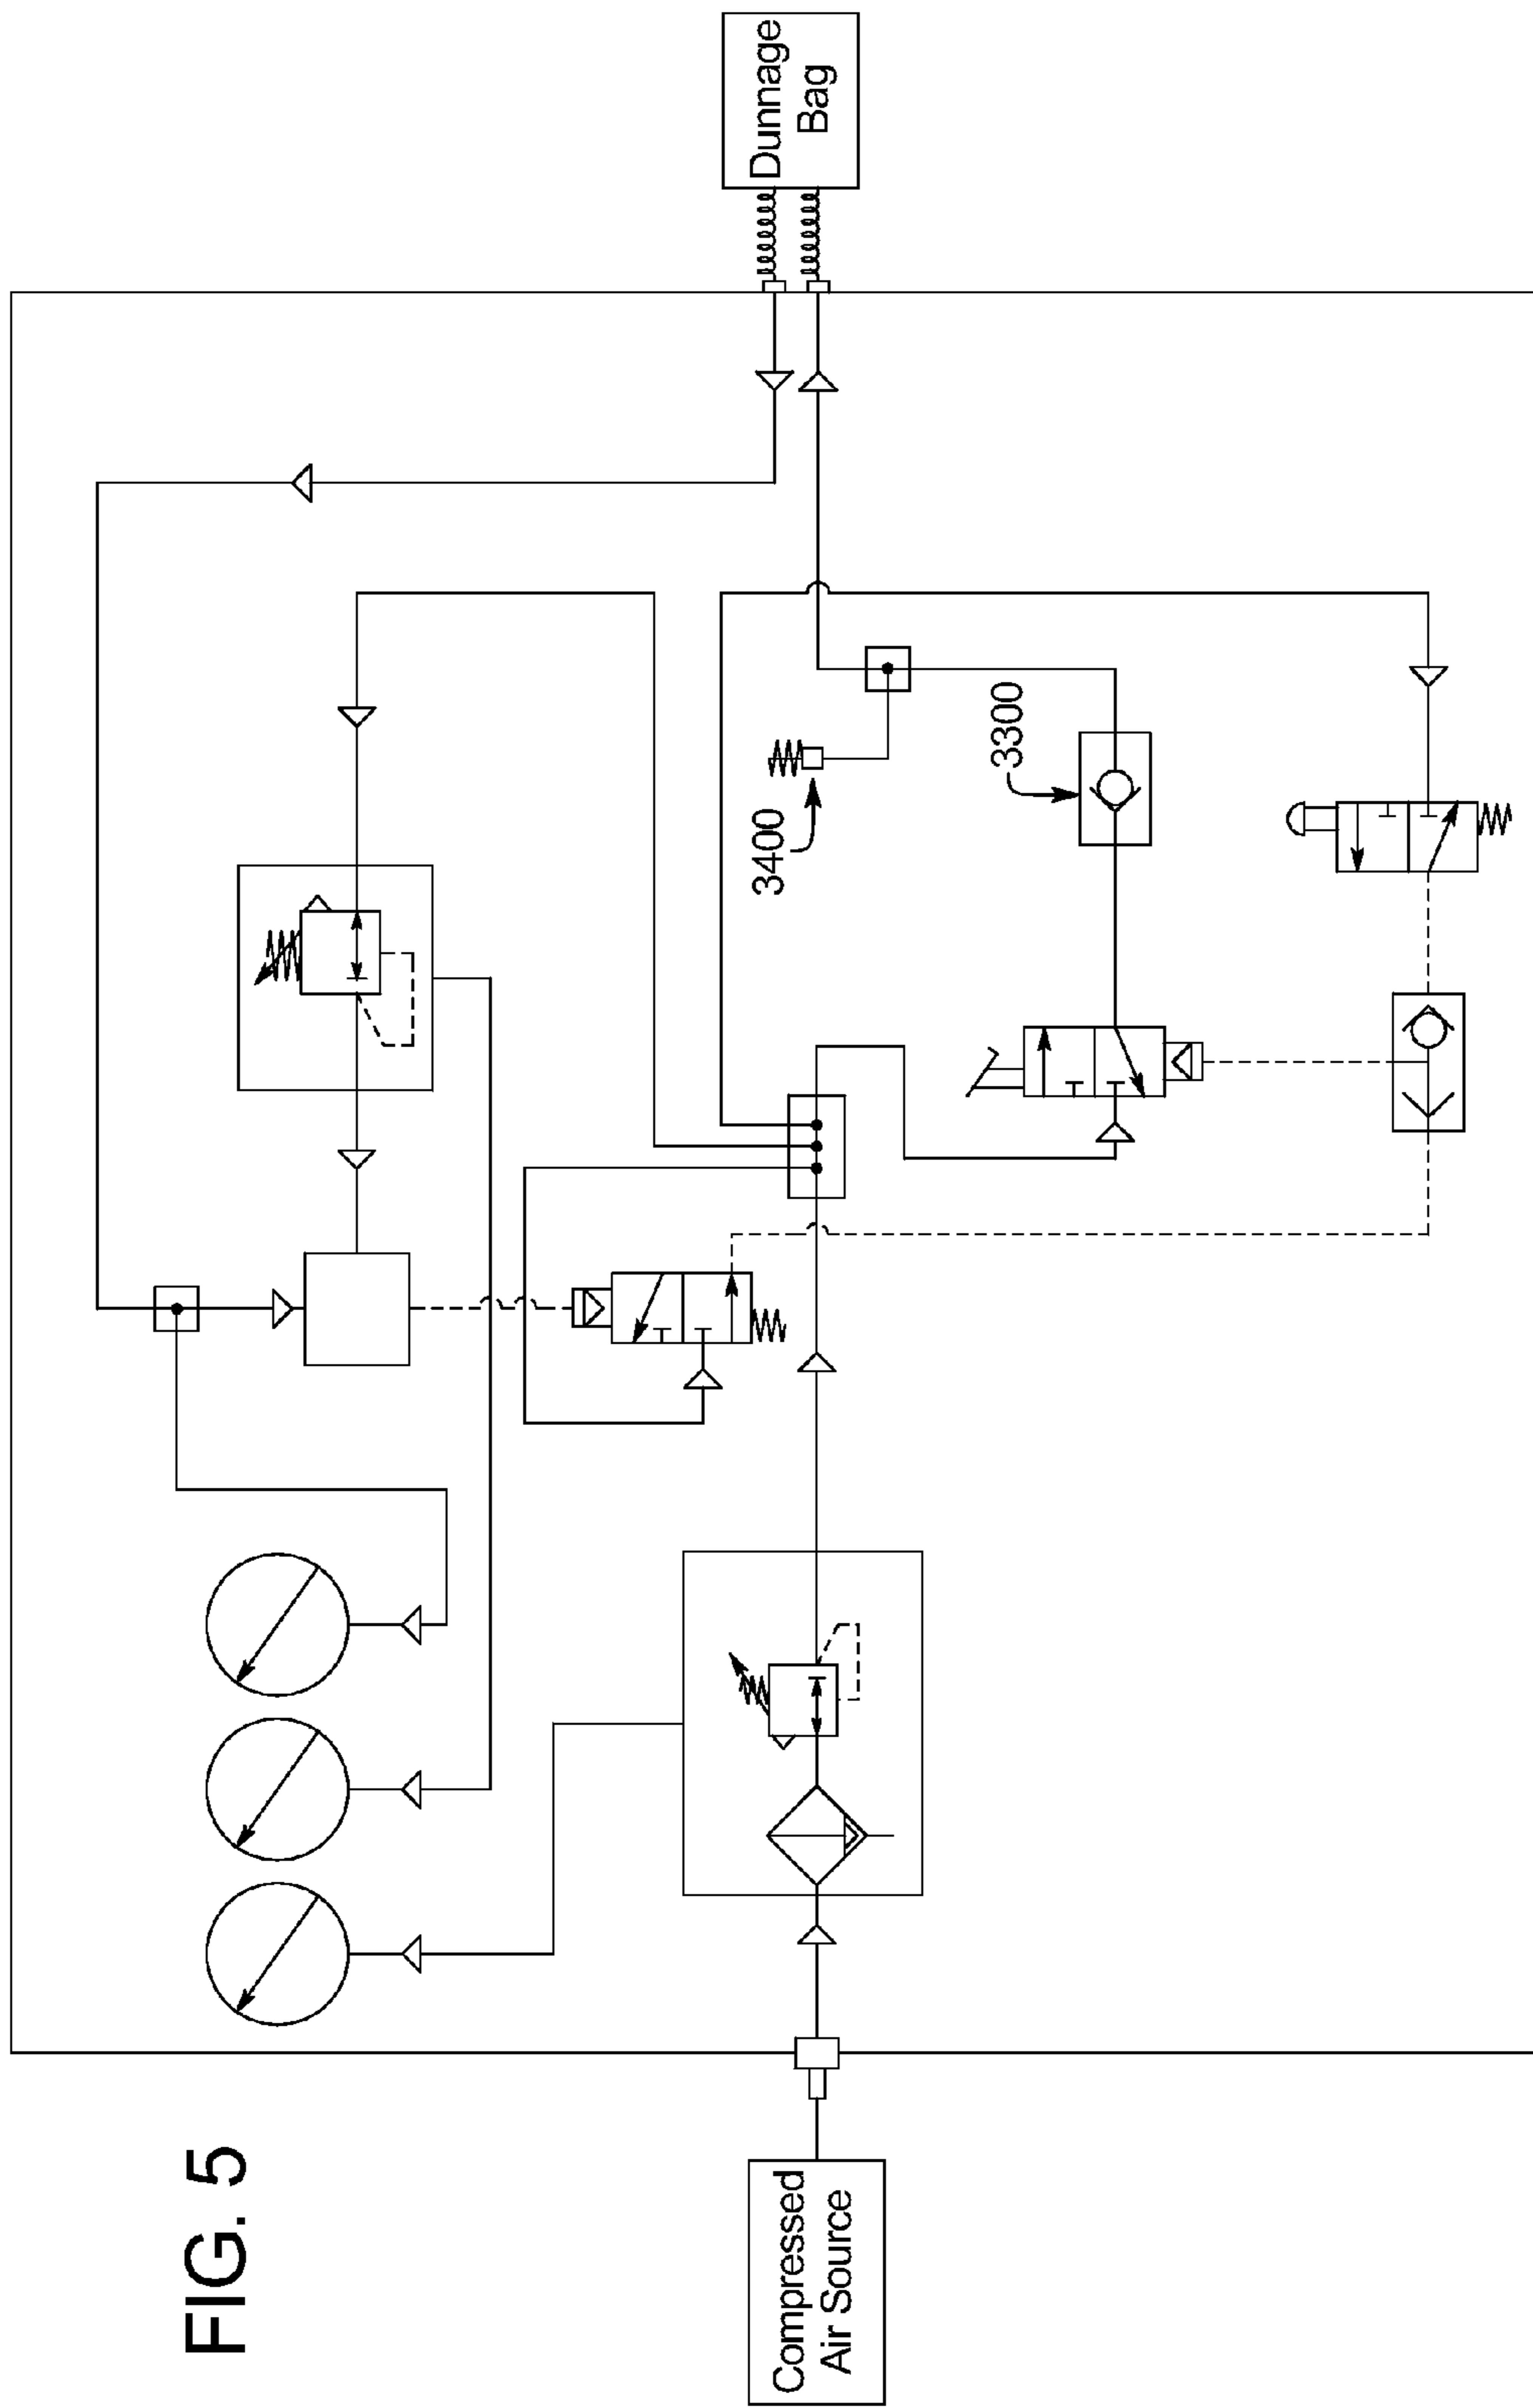 FIG. 5
Compressed
Air Source
3400
3300
Dunnage
Bag